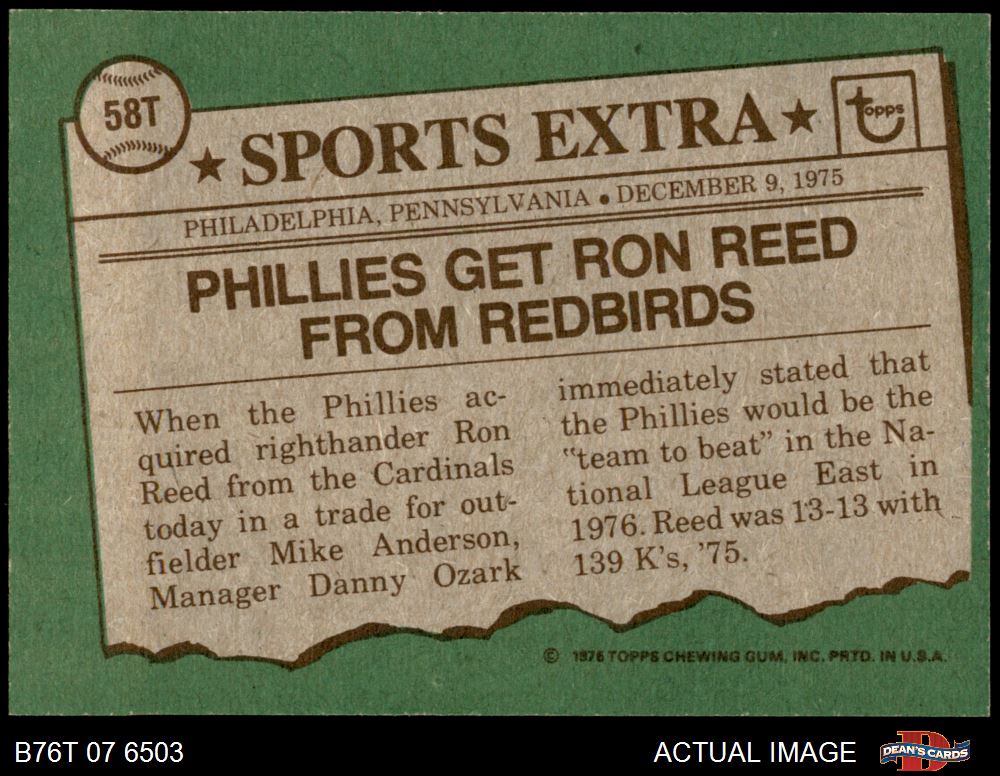 58T
★ SPORTS EXTRA ★
topps
PHILADELPHIA, PENNSYLVANIA • DECEMBER 9, 1975
PHILLIES GET RON REED
FROM REDBIRDS
When the Phillies ac-
quired righthander Ron
Reed from the Cardinals
today in a trade for out-
fielder Mike Anderson,
Manager Danny Ozark
immediately stated that
the Phillies would be the
"team to beat" in the Na-
tional League East in
1976. Reed was 13-13 with
139 K's, '75.
© 1976 TOPPS CHEWING GUM, INC. PRTD. IN U.S.A.
B76T 07 6503
ACTUAL IMAGE
DEAN'S CARDS